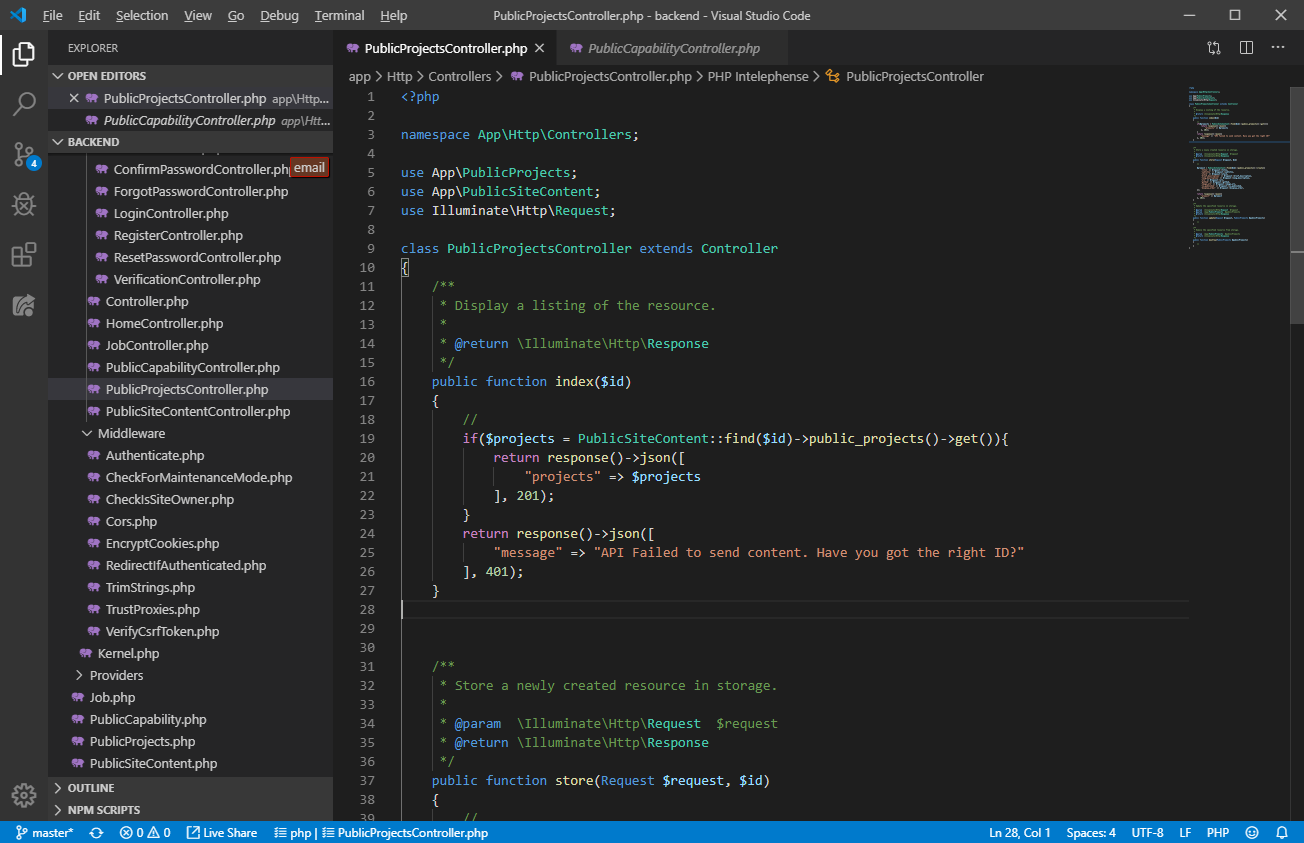 File Edit Selection View Go Debug Terminal Help PublicProjectsController.php - backend - Visual Studio Code
EXPLORER
OPEN EDITORS
PublicProjectsController.php app\Http...
PublicCapabilityController.php app\Htt...
BACKEND
ConfirmPasswordController.php
email
ForgotPasswordController.php
LoginController.php
RegisterController.php
ResetPasswordController.php
VerificationController.php
Controller.php
HomeController.php
JobController.php
PublicCapabilityController.php
PublicProjectsController.php
PublicSiteContentController.php
Middleware
Authenticate.php
CheckForMaintenanceMode.php
CheckIsSiteOwner.php
Cors.php
EncryptCookies.php
RedirectIfAuthenticated.php
TrimStrings.php
TrustProxies.php
VerifyCsrfToken.php
Kernel.php
Providers
Job.php
PublicCapability.php
PublicProjects.php
PublicSiteContent.php
OUTLINE
NPM SCRIPTS
4
PublicProjectsController.php PublicCapabilityController.php
app > Http > Controllers > PublicProjectsController.php > PHP Intelephense > PublicProjectsController
1 <?php
2
3 namespace App\Http\Controllers;
4
5 use App\PublicProjects;
6 use App\PublicSiteContent;
7 use Illuminate\Http\Request;
8
9 class PublicProjectsController extends Controller
10 {
11 /**
12 * Display a listing of the resource.
13 *
14 * @return \Illuminate\Http\Response
15 */
16 public function index($id)
17 {
18 //
19 if($projects = PublicSiteContent::find($id)->public_projects()->get()){
20 return response()->json([
21 "projects" => $projects
22 ], 201);
23 }
24 return response()->json([
25 "message" => "API Failed to send content. Have you got the right ID?"
26 ], 401);
27 }
28
29
30
31 /**
32 * Store a newly created resource in storage.
33 *
34 * @param \Illuminate\Http\Request $request
35 * @return \Illuminate\Http\Response
36 */
37 public function store(Request $request, $id)
38 {
39 //
master* 0 0 Live Share php | PublicProjectsController.php Ln 28, Col 1 Spaces: 4 UTF-8 LF PHP